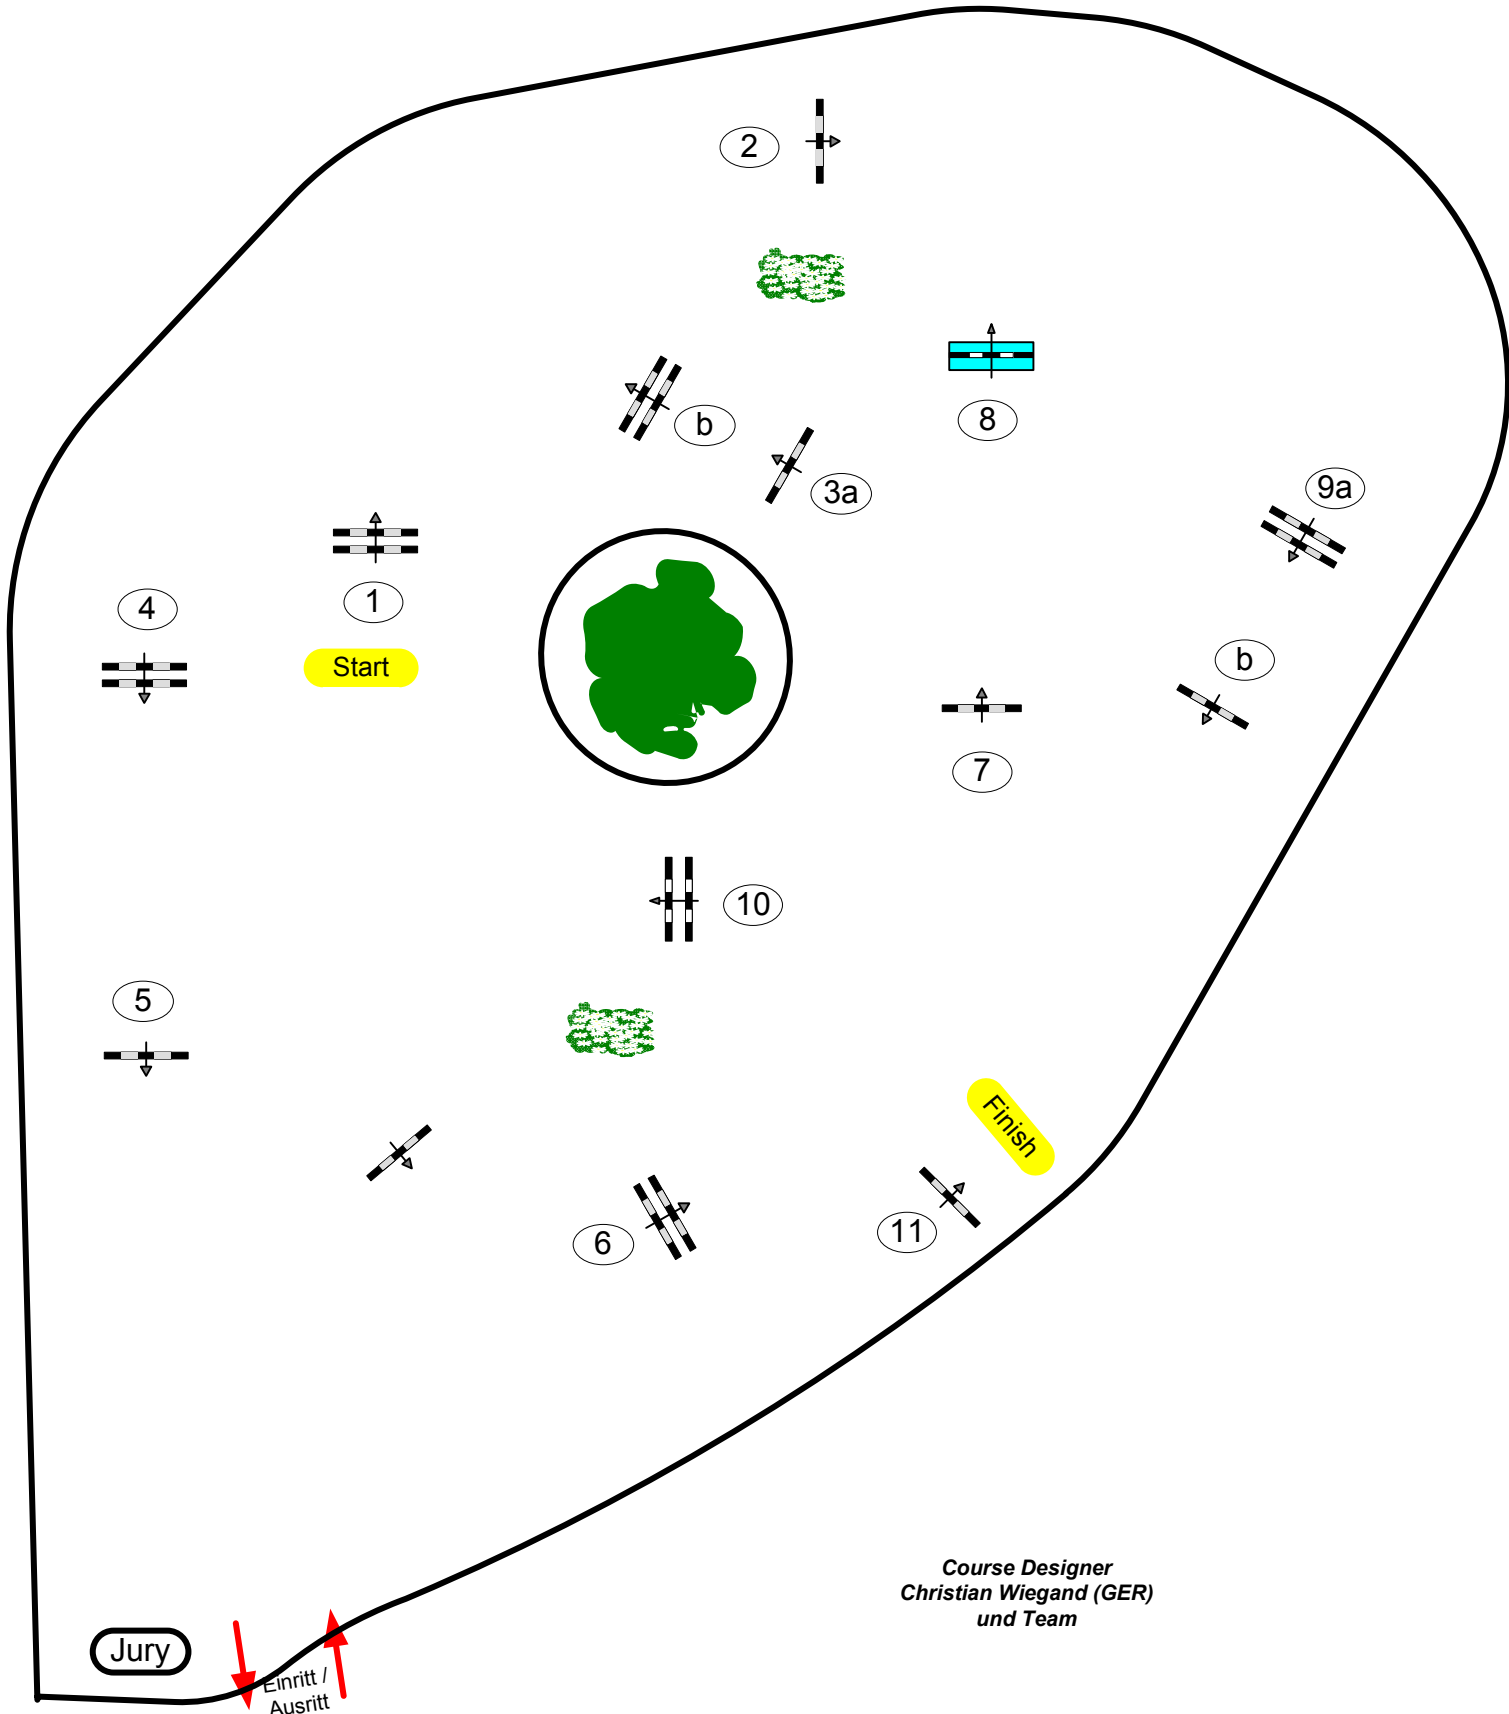 2
8
b
3a
9a
4
1
Start
b
7
10
5
Finish
6
11
Course Designer
Christian Wiegand (GER)
und Team
Jury
Einritt /
Ausritt